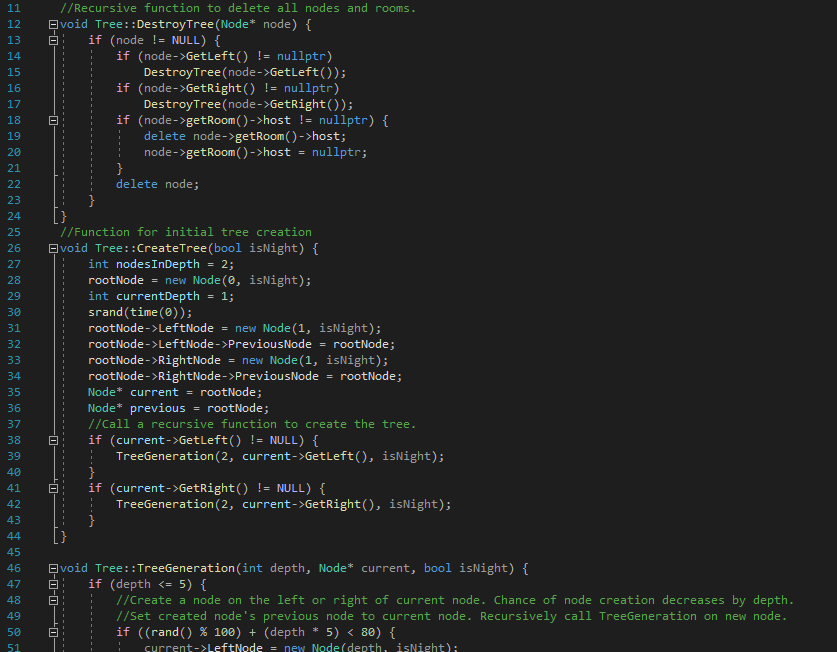 11 //Recursive function to delete all nodes and rooms.
12 void Tree::DestroyTree(Node* node) {
13 if (node != NULL) {
14 if (node->GetLeft() != nullptr)
15 DestroyTree(node->GetLeft());
16 if (node->GetRight() != nullptr)
17 DestroyTree(node->GetRight());
18 if (node->getRoom()->host != nullptr) {
19 delete node->getRoom()->host;
20 node->getRoom()->host = nullptr;
21 }
22 delete node;
23 }
24 }
25 //Function for initial tree creation
26 void Tree::CreateTree(bool isNight) {
27 int nodesInDepth = 2;
28 rootNode = new Node(0, isNight);
29 int currentDepth = 1;
30 srand(time(0));
31 rootNode->LeftNode = new Node(1, isNight);
32 rootNode->LeftNode->PreviousNode = rootNode;
33 rootNode->RightNode = new Node(1, isNight);
34 rootNode->RightNode->PreviousNode = rootNode;
35 Node* current = rootNode;
36 Node* previous = rootNode;
37 //Call a recursive function to create the tree.
38 if (current->GetLeft() != NULL) {
39 TreeGeneration(2, current->GetLeft(), isNight);
40 }
41 if (current->GetRight() != NULL) {
42 TreeGeneration(2, current->GetRight(), isNight);
43 }
44 }
45
46 void Tree::TreeGeneration(int depth, Node* current, bool isNight) {
47 if (depth <= 5) {
48 //Create a node on the left or right of current node. Chance of node creation decreases by depth.
49 //Set created node's previous node to current node. Recursively call TreeGeneration on new node.
50 if ((rand() % 100) + (depth * 5) < 80) {
51 current->LeftNode = new Node(depth, isNight);